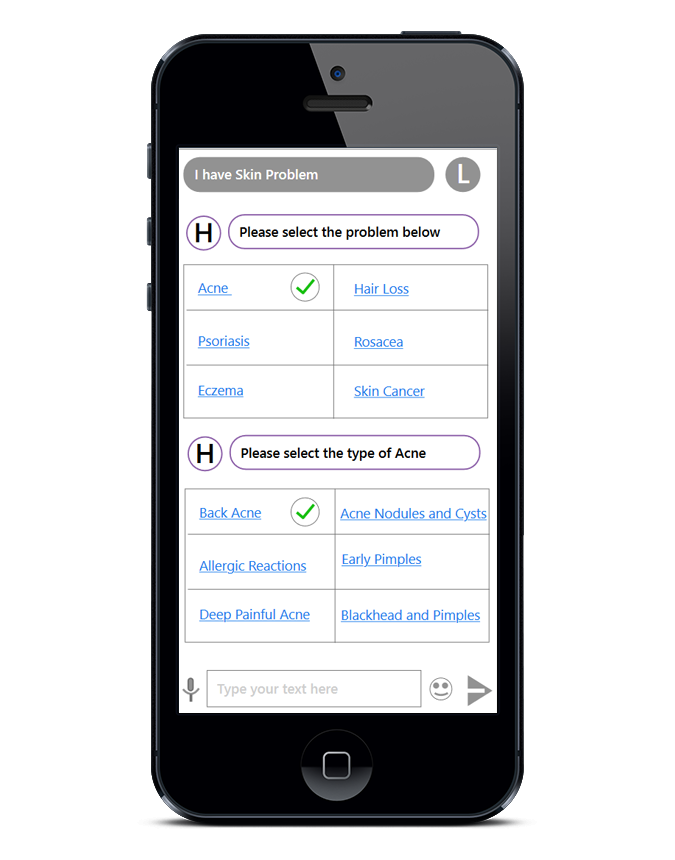 I have Skin Problem L
H Please select the problem below
Acne Hair Loss
Psoriasis Rosacea
Eczema Skin Cancer
H Please select the type of Acne
Back Acne Acne Nodules and Cysts
Allergic Reactions Early Pimples
Deep Painful Acne Blackhead and Pimples
Type your text here